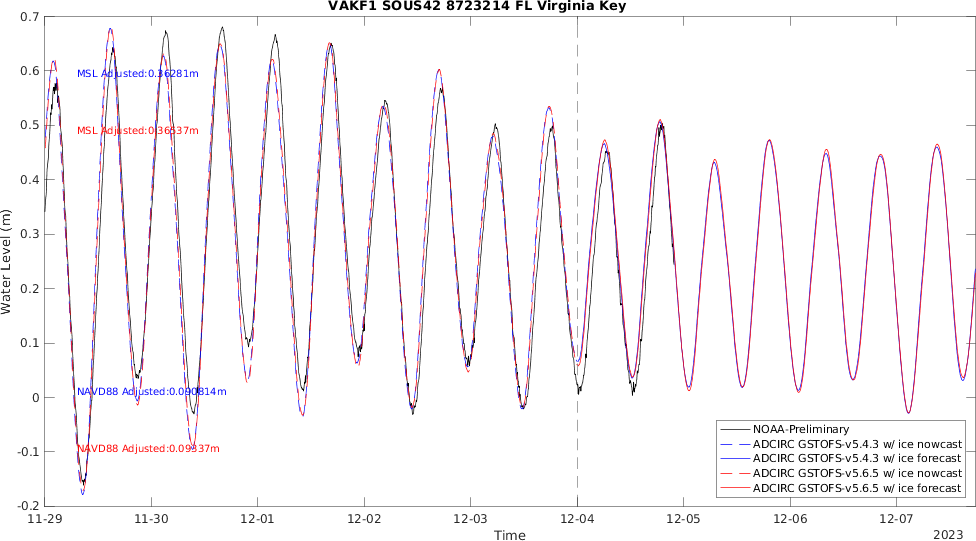 VAKF1 SOUS42 8723214 FL Virginia Key
0.7
0.6
0.5
0.4
0.3
0.2
0.1
0
-0.1
-0.2
Water Level (m)
MSL Adjusted:0.36281m
MSL Adjusted:0.36537m
NAVD88 Adjusted:0.090814m
NAVD88 Adjusted:0.09337m
NOAA-Preliminary
ADCIRC GSTOFS-v5.4.3 w/ ice nowcast
ADCIRC GSTOFS-v5.4.3 w/ ice forecast
ADCIRC GSTOFS-v5.6.5 w/ ice nowcast
ADCIRC GSTOFS-v5.6.5 w/ ice forecast
11-29 11-30 12-01 12-02 12-03 12-04 12-05 12-06 12-07
Time
2023